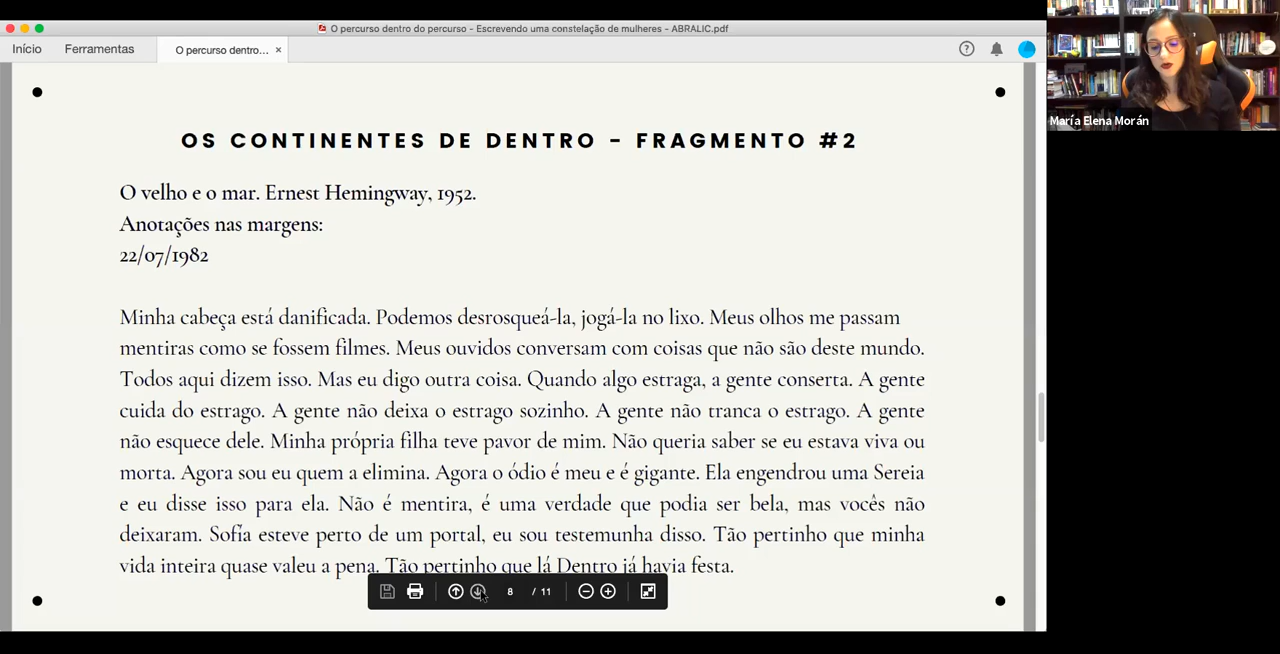 O percurso dentro do percurso - Escrevendo uma constelação de mulheres - ABRALIC.pdf
Início
Ferramentas
O percurso dentro... ×
María Elena Morán
OS CONTINENTES DE DENTRO - FRAGMENTO #2
O velho e o mar. Ernest Hemingway, 1952.
Anotações nas margens:
22/07/1982
Minha cabeça está danificada. Podemos desrosqueá-la, jogá-la no lixo. Meus olhos me passam
mentiras como se fossem filmes. Meus ouvidos conversam com coisas que não são deste mundo.
Todos aqui dizem isso. Mas eu digo outra coisa. Quando algo estraga, a gente conserta. A gente
cuida do estrago. A gente não deixa o estrago sozinho. A gente não tranca o estrago. A gente
não esquece dele. Minha própria filha teve pavor de mim. Não queria saber se eu estava viva ou
morta. Agora sou eu quem a elimina. Agora o ódio é meu e é gigante. Ela engendrou uma Sereia
e eu disse isso para ela. Não é mentira, é uma verdade que podia ser bela, mas vocês não
deixaram. Sofía esteve perto de um portal, eu sou testemunha disso. Tão pertinho que minha
vida inteira quase valeu a pena. Tão pertinho que lá Dentro já havia festa.
8 / 11